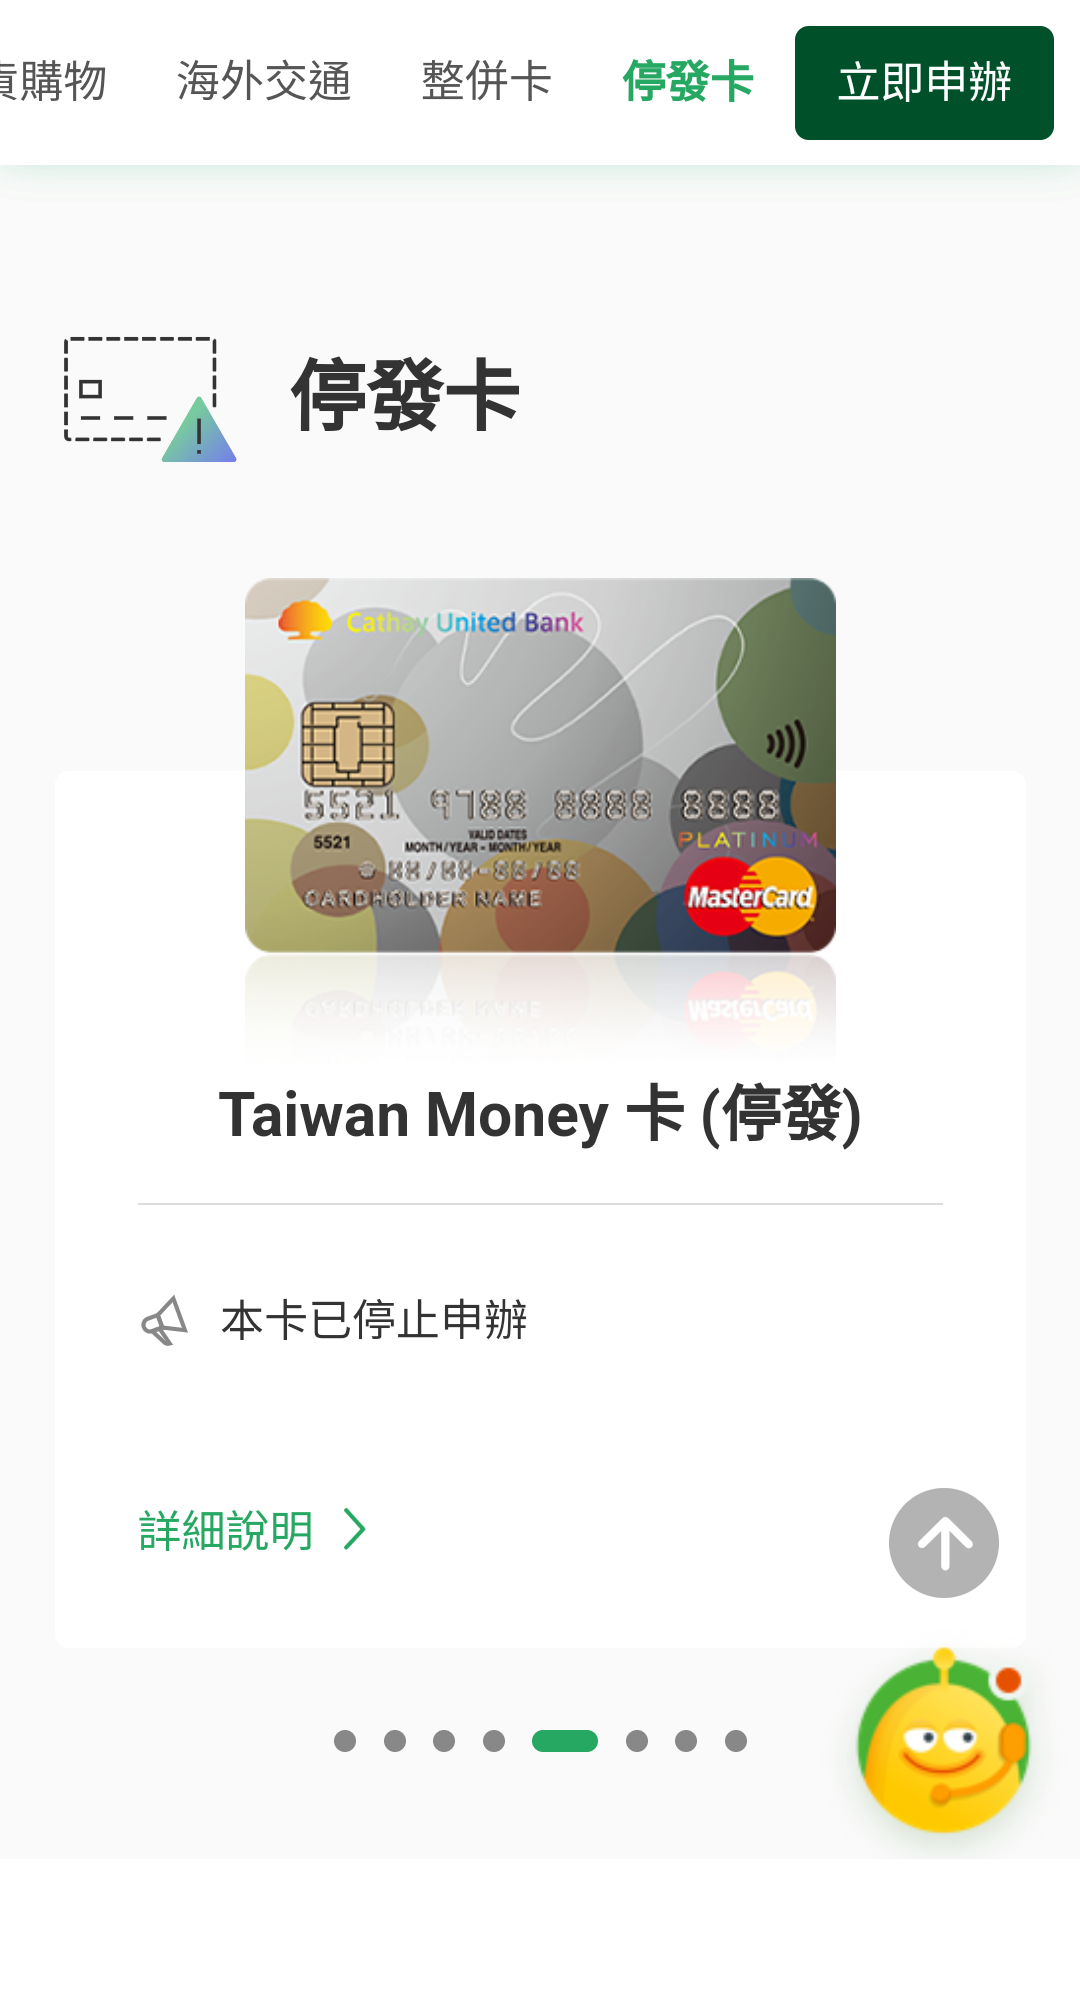 購物 海外交通 整併卡 停發卡 立即申辦
停發卡
Cathay United Bank
5521 9788 8888 8888
5521
VALID DATES
MONTH/YEAR - MONTH/YEAR
PLATINUM
88/88-88/88
CARDHOLDER NAME
MasterCard
Taiwan Money 卡 (停發)
本卡已停止申辦
詳細說明